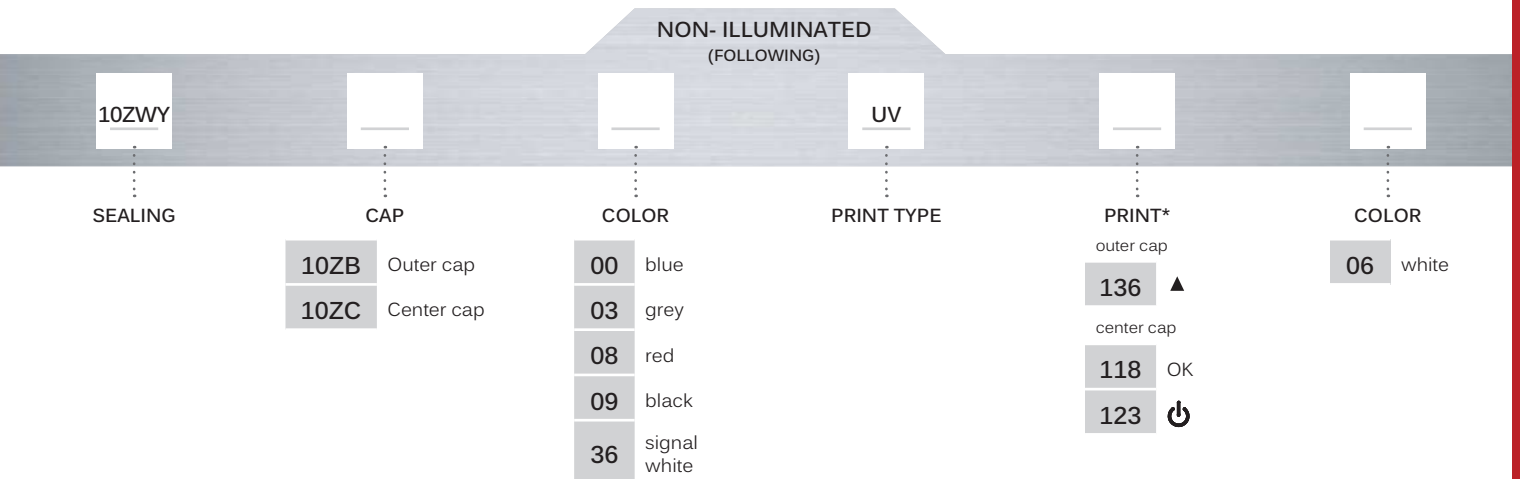 NON- ILLUMINATED
(FOLLOWING)
10ZWY
UV
SEALING
CAP
COLOR
PRINT TYPE
PRINT*
COLOR
10ZB Outer cap
10ZC Center cap
00 blue
03 grey
08 red
09 black
36 signal
white
outer cap
136 ▲
center cap
118 OK
123 ⏻
06 white